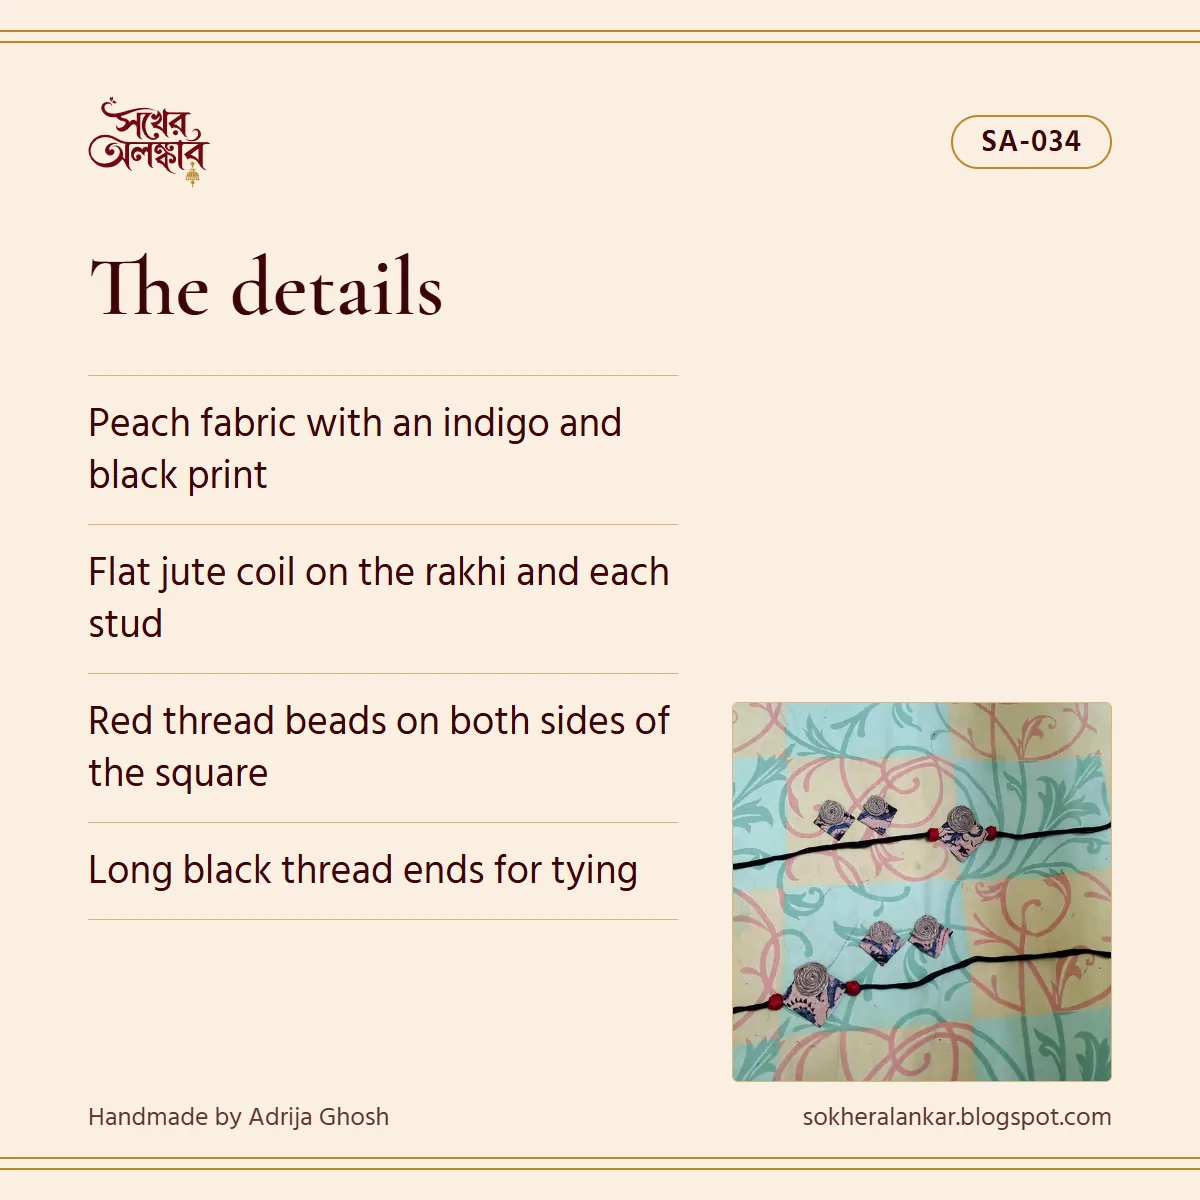 সখের
অলঙ্কার
SA-034
The details
Peach fabric with an indigo and
black print
Flat jute coil on the rakhi and each
stud
Red thread beads on both sides of
the square
Long black thread ends for tying
Handmade by Adrija Ghosh
sokheralankar.blogspot.com